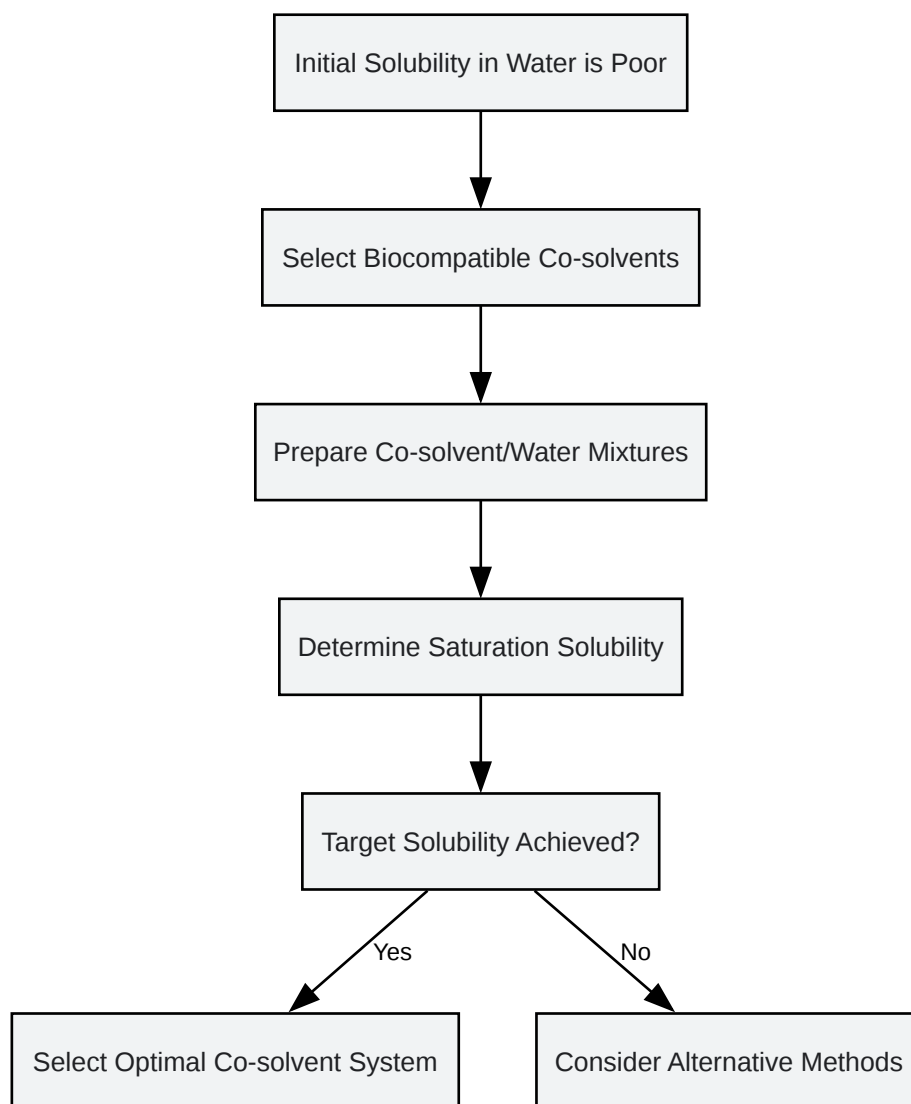 Initial Solubility in Water is Poor
Select Biocompatible Co-solvents
Prepare Co-solvent/Water Mixtures
Determine Saturation Solubility
Target Solubility Achieved?
Yes
No
Select Optimal Co-solvent System
Consider Alternative Methods